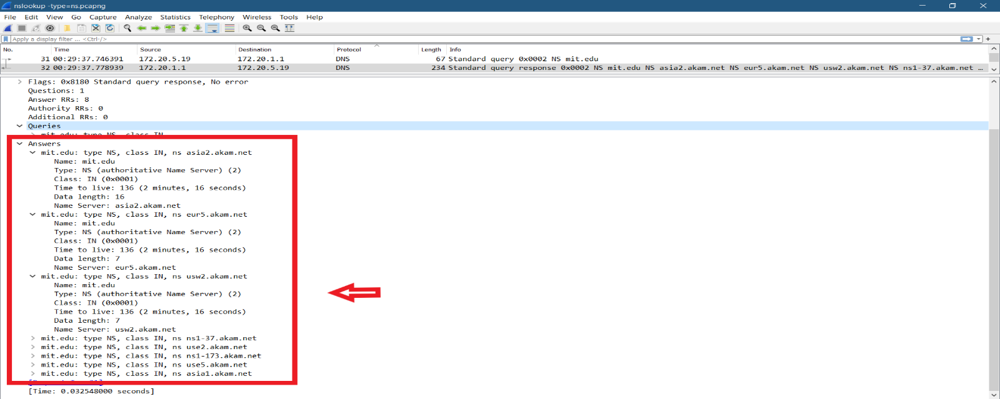 nslookup -type=ns.pcapng
File Edit View Go Capture Analyze Statistics Telephony Wireless Tools Help
Apply a display filter ... <Ctrl-/>
No. Time Source Destination Protocol Length Info
31 00:29:37.746391 172.20.5.19 172.20.1.1 DNS 67 Standard query 0x0002 NS mit.edu
32 00:29:37.778939 172.20.1.1 172.20.5.19 DNS 234 Standard query response 0x0002 NS mit.edu NS asia2.akam.net NS eur5.akam.net NS usw2.akam.net NS ns1-37.akam.net …
Flags: 0x8180 Standard query response, No error
Questions: 1
Answer RRs: 8
Authority RRs: 0
Additional RRs: 0
Queries
mit.edu: type NS, class IN
Answers
mit.edu: type NS, class IN, ns asia2.akam.net
Name: mit.edu
Type: NS (authoritative Name Server) (2)
Class: IN (0x0001)
Time to live: 136 (2 minutes, 16 seconds)
Data length: 16
Name Server: asia2.akam.net
mit.edu: type NS, class IN, ns eur5.akam.net
Name: mit.edu
Type: NS (authoritative Name Server) (2)
Class: IN (0x0001)
Time to live: 136 (2 minutes, 16 seconds)
Data length: 7
Name Server: eur5.akam.net
mit.edu: type NS, class IN, ns usw2.akam.net
Name: mit.edu
Type: NS (authoritative Name Server) (2)
Class: IN (0x0001)
Time to live: 136 (2 minutes, 16 seconds)
Data length: 7
Name Server: usw2.akam.net
mit.edu: type NS, class IN, ns ns1-37.akam.net
mit.edu: type NS, class IN, ns use2.akam.net
mit.edu: type NS, class IN, ns ns1-173.akam.net
mit.edu: type NS, class IN, ns use5.akam.net
mit.edu: type NS, class IN, ns asia1.akam.net
[Time: 0.032548000 seconds]